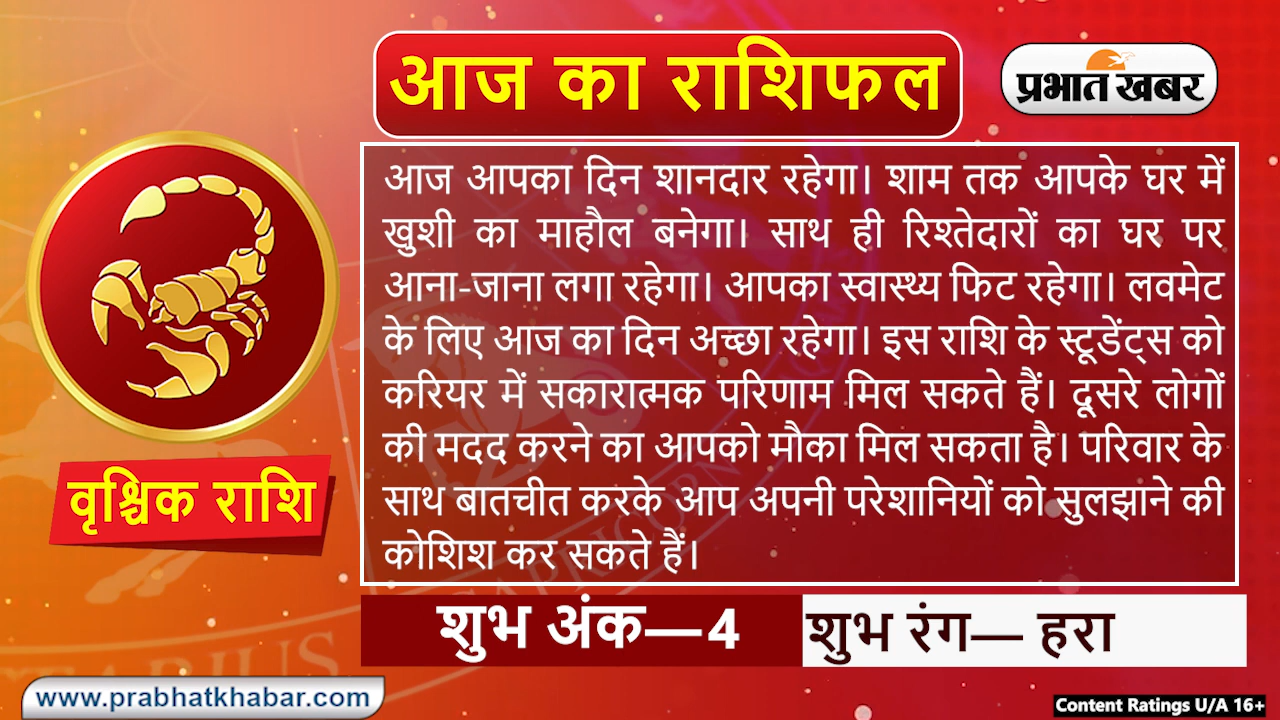 आज का राशिफल
प्रभात खबर
आज आपका दिन शानदार रहेगा। शाम तक आपके घर में
खुशी का माहौल बनेगा। साथ ही रिश्तेदारों का घर पर
आना-जाना लगा रहेगा। आपका स्वास्थ्य फिट रहेगा। लवमेट
के लिए आज का दिन अच्छा रहेगा। इस राशि के स्टूडेंट्स को
करियर में सकारात्मक परिणाम मिल सकते हैं। दूसरे लोगों
की मदद करने का आपको मौका मिल सकता है। परिवार के
साथ बातचीत करके आप अपनी परेशानियों को सुलझाने की
कोशिश कर सकते हैं।
वृश्चिक राशि
शुभ अंक—4
शुभ रंग— हरा
CAPRICORN
www.prabhatkhabar.com
Content Ratings U/A 16+